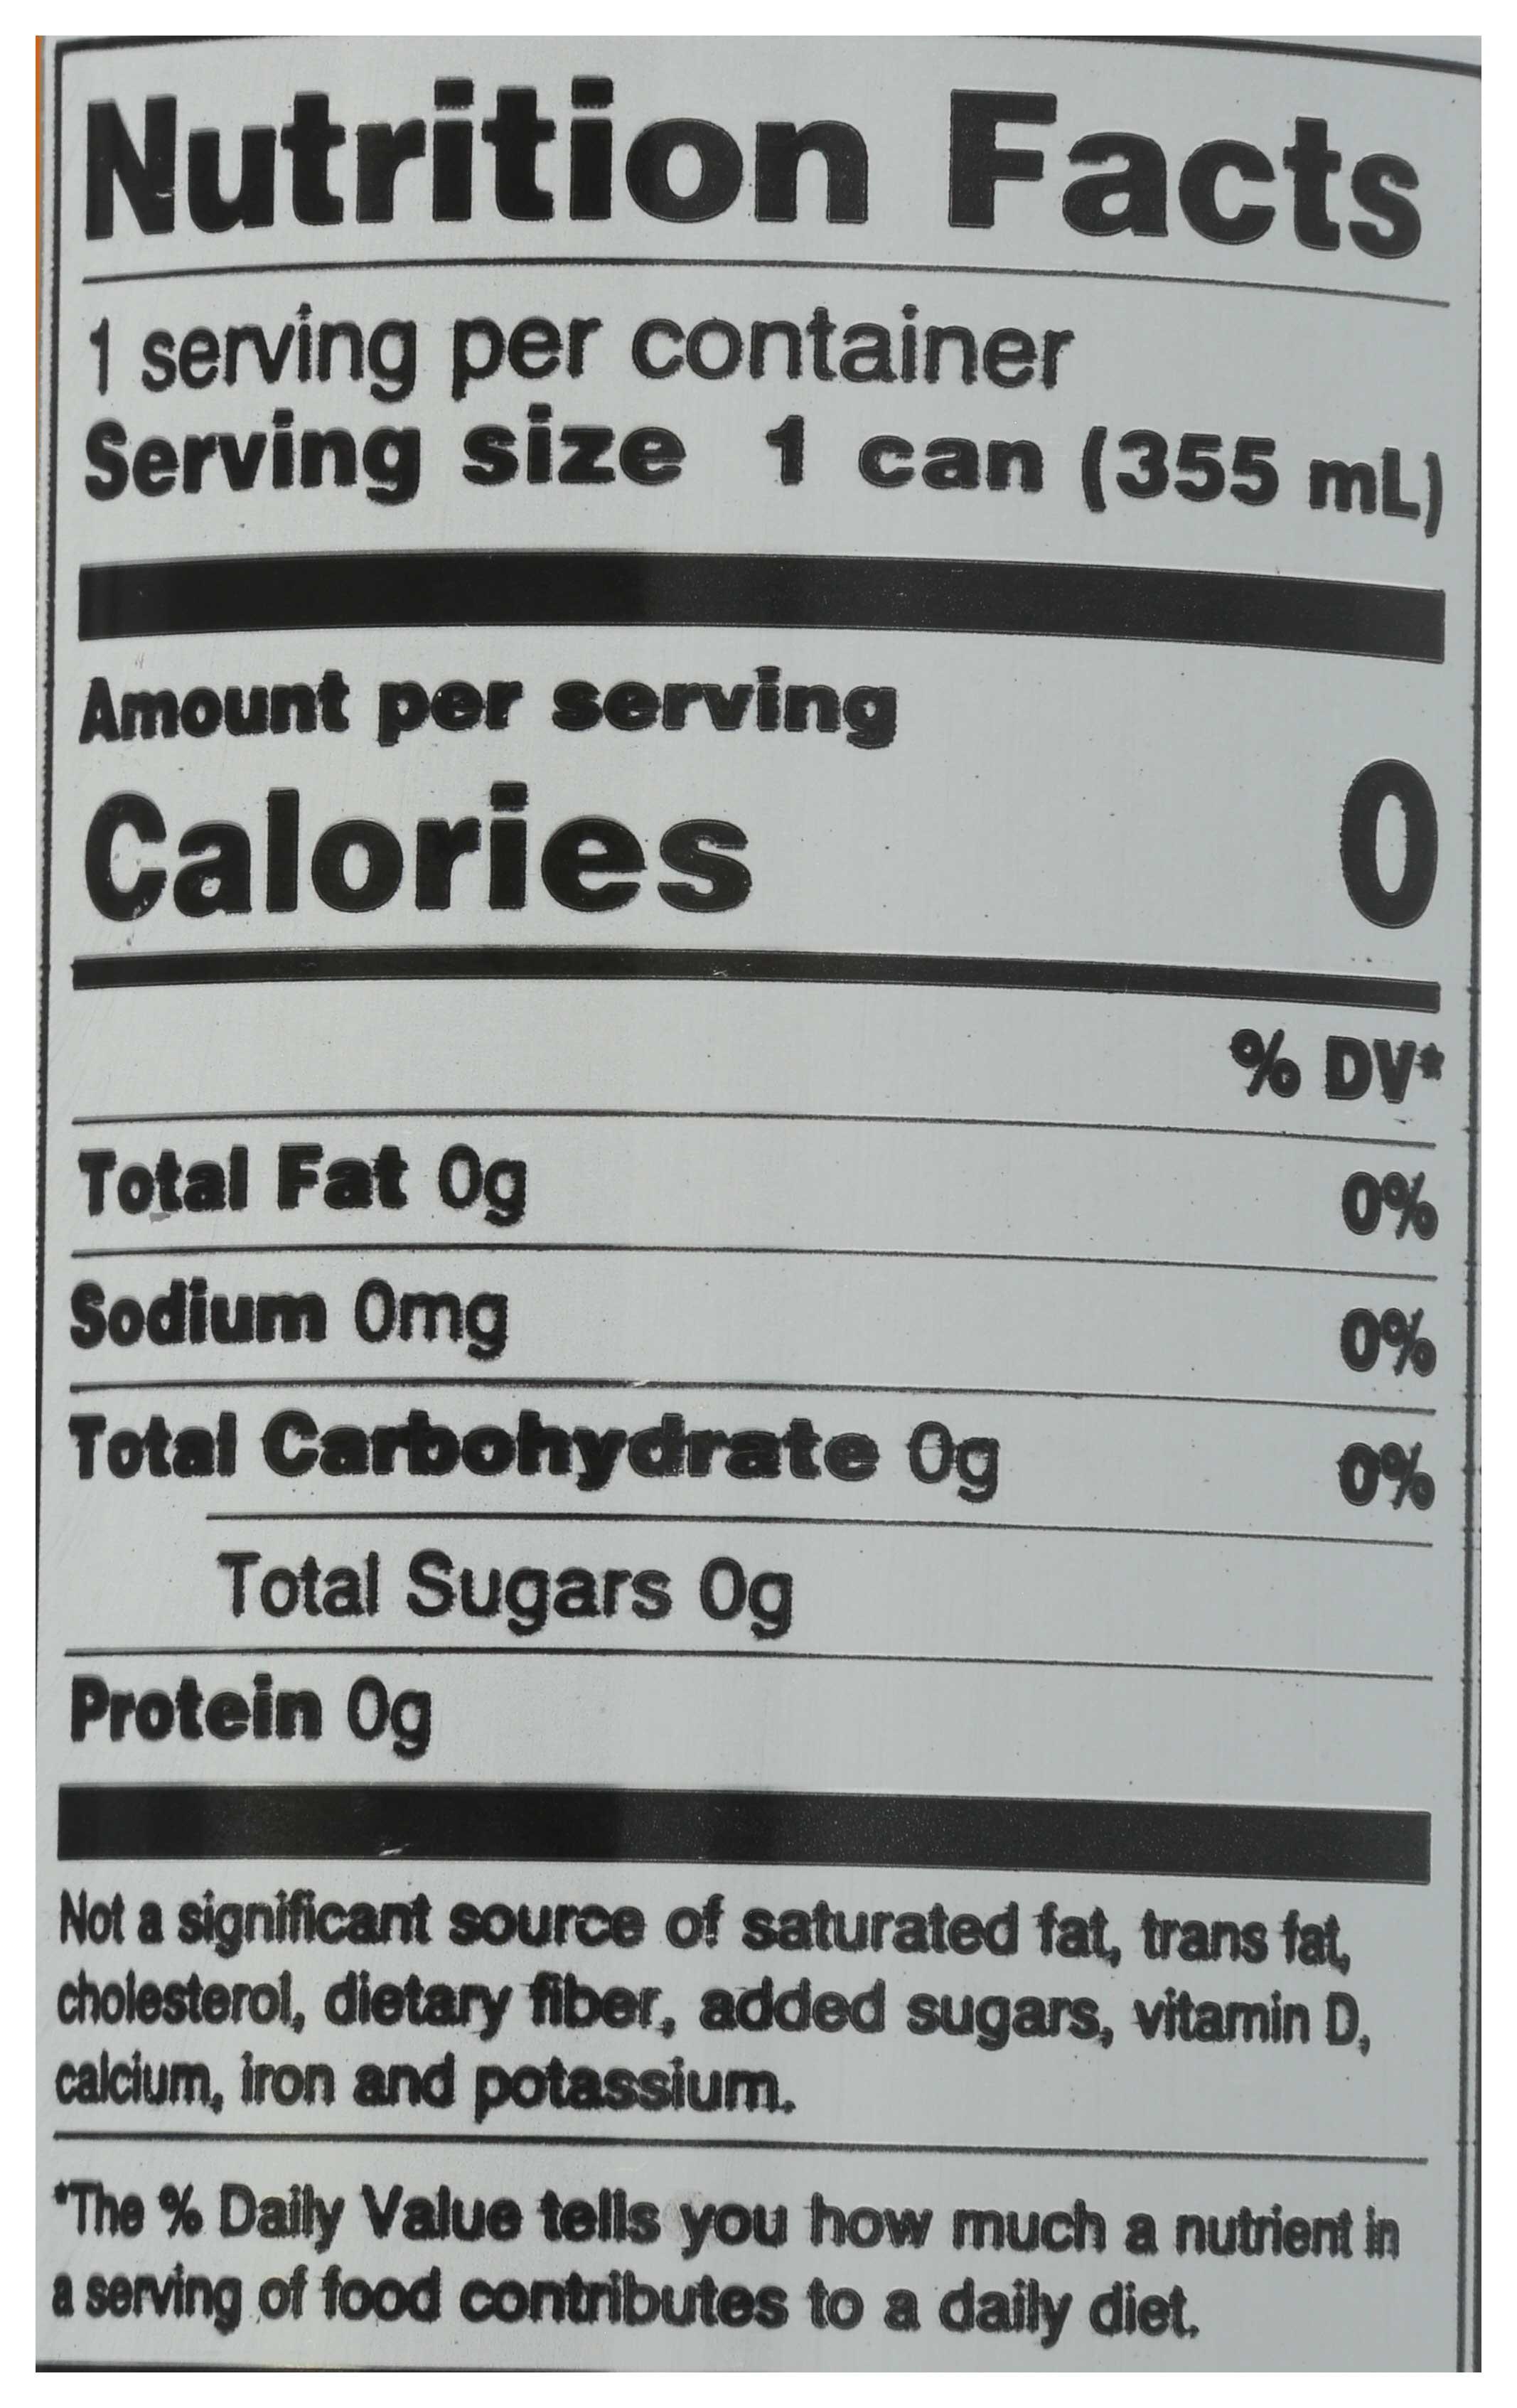 Nutrition Facts
1 serving per container
Serving size 1 can (355 mL)
Amount per serving
Calories 0
% DV*
Total Fat 0g 0%
Sodium 0mg 0%
Total Carbohydrate 0g 0%
Total Sugars 0g
Protein 0g
Not a significant source of saturated fat, trans fat,
cholesterol, dietary fiber, added sugars, vitamin D,
calcium, iron and potassium.
*The % Daily Value tells you how much a nutrient in
a serving of food contributes to a daily diet.